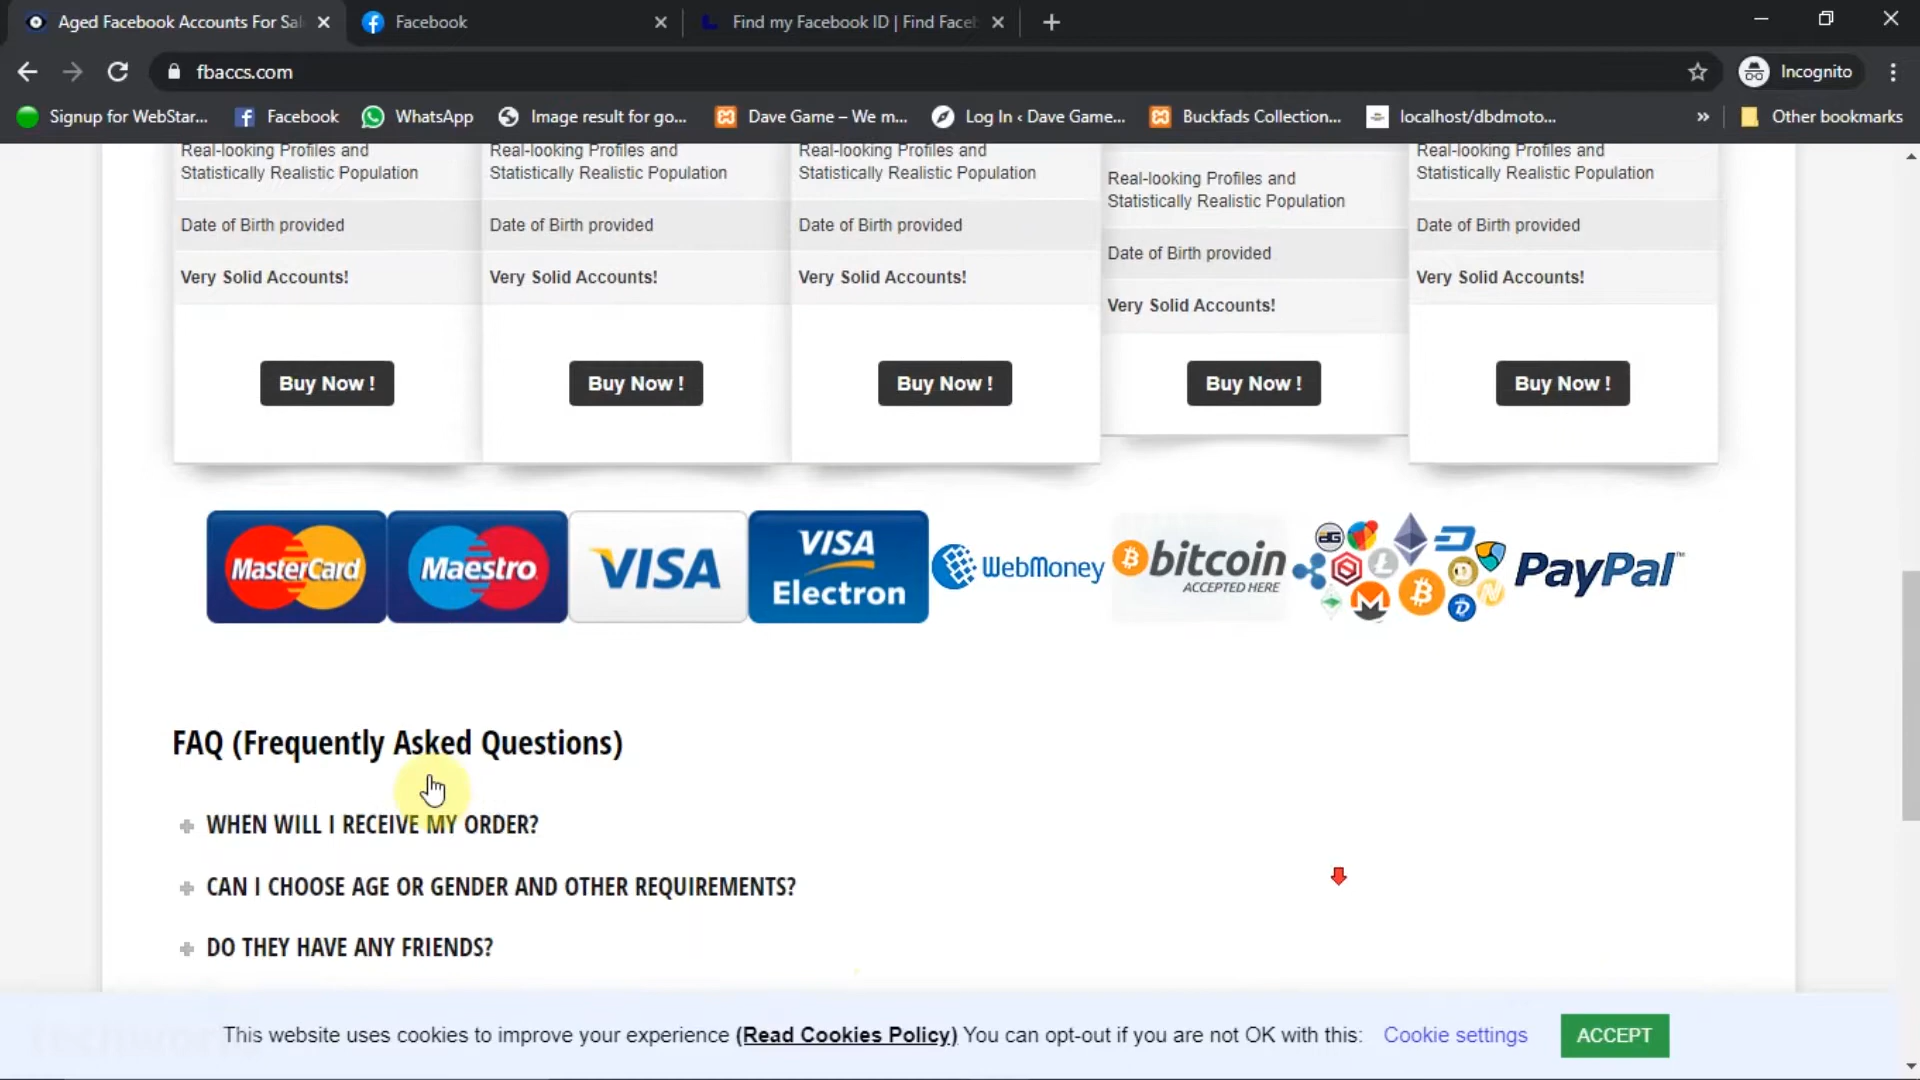 Aged Facebook Accounts For Sal
Facebook
Find my Facebook ID | Find Face
fbaccs.com
Incognito
Signup for WebStar...
Facebook
WhatsApp
Image result for go...
Dave Game – We m...
Log In ‹ Dave Game...
Buckfads Collection...
localhost/dbdmoto...
»
Other bookmarks
Real-looking Profiles and
Statistically Realistic Population
Date of Birth provided
Very Solid Accounts!
Buy Now !
Real-looking Profiles and
Statistically Realistic Population
Date of Birth provided
Very Solid Accounts!
Buy Now !
Real-looking Profiles and
Statistically Realistic Population
Date of Birth provided
Very Solid Accounts!
Buy Now !
Real-looking Profiles and
Statistically Realistic Population
Date of Birth provided
Very Solid Accounts!
Buy Now !
Real-looking Profiles and
Statistically Realistic Population
Date of Birth provided
Very Solid Accounts!
Buy Now !
MasterCard
Maestro
VISA
VISA
Electron
WebMoney
bitcoin
ACCEPTED HERE
PayPal™
FAQ (Frequently Asked Questions)
WHEN WILL I RECEIVE MY ORDER?
CAN I CHOOSE AGE OR GENDER AND OTHER REQUIREMENTS?
DO THEY HAVE ANY FRIENDS?
This website uses cookies to improve your experience (Read Cookies Policy) You can opt-out if you are not OK with this:
Cookie settings
ACCEPT